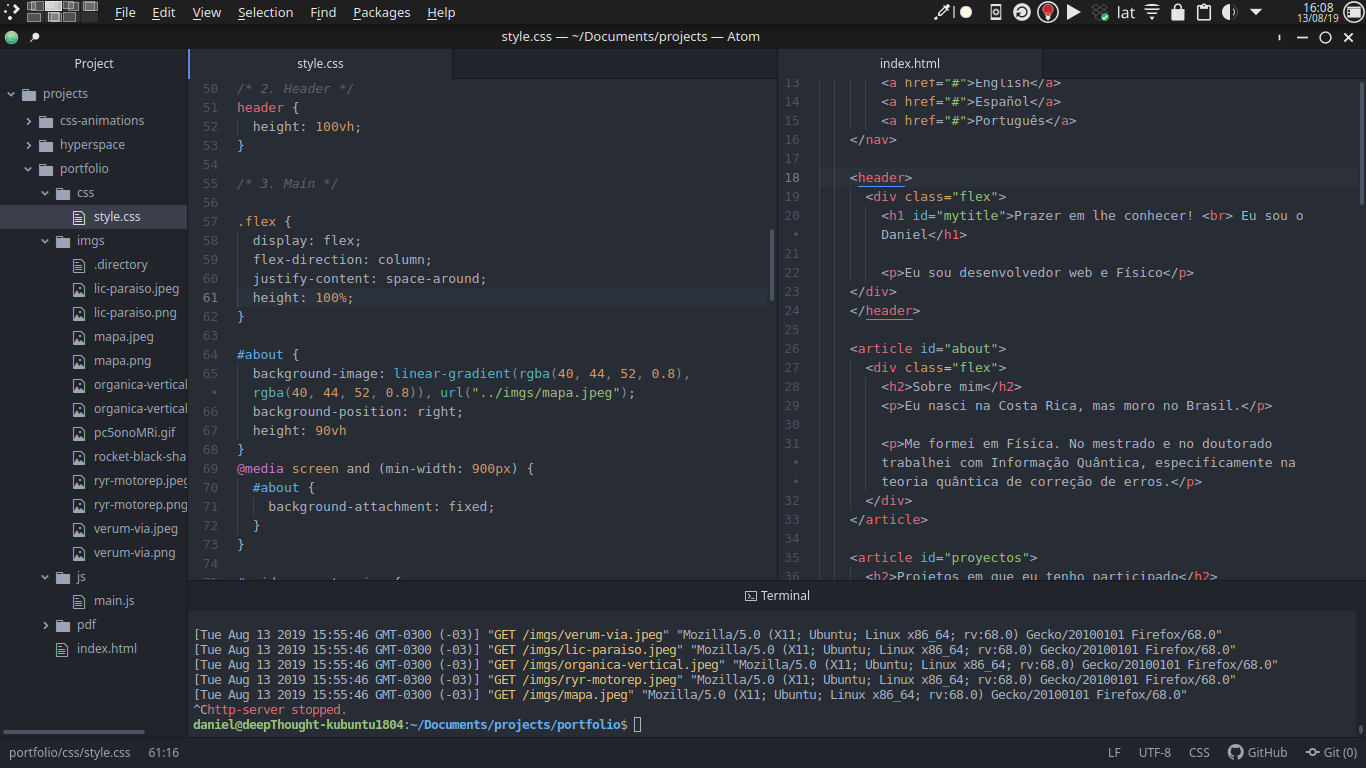 File Edit View Selection Find Packages Help
lat
16:08
13/08/19
style.css — ~/Documents/projects — Atom
Project
projects
css-animations
hyperspace
portfolio
css
style.css
imgs
.directory
lic-paraiso.jpeg
lic-paraiso.png
mapa.jpeg
mapa.png
organica-vertical
organica-vertical
pc5onoMRi.gif
rocket-black-sha
ryr-motorep.jpeg
ryr-motorep.png
verum-via.jpeg
verum-via.png
js
main.js
pdf
index.html
style.css
50 /* 2. Header */
51 header {
52 height: 100vh;
53 }
54
55 /* 3. Main */
56
57 .flex {
58 display: flex;
59 flex-direction: column;
60 justify-content: space-around;
61 height: 100%;
62 }
63
64 #about {
65 background-image: linear-gradient(rgba(40, 44, 52, 0.8),
• rgba(40, 44, 52, 0.8)), url("../imgs/mapa.jpeg");
66 background-position: right;
67 height: 90vh
68 }
69 @media screen and (min-width: 900px) {
70 #about {
71 background-attachment: fixed;
72 }
73 }
74
index.html
13 <a href="#">English</a>
14 <a href="#">Español</a>
15 <a href="#">Português</a>
16 </nav>
17
18 <header>
19 <div class="flex">
20 <h1 id="mytitle">Prazer em lhe conhecer! <br> Eu sou o
• Daniel</h1>
21
22 <p>Eu sou desenvolvedor web e Físico</p>
23 </div>
24 </header>
25
26 <article id="about">
27 <div class="flex">
28 <h2>Sobre mim</h2>
29 <p>Eu nasci na Costa Rica, mas moro no Brasil.</p>
30
31 <p>Me formei em Física. No mestrado e no doutorado
• trabalhei com Informação Quântica, especificamente na
• teoria quântica de correção de erros.</p>
32 </div>
33 </article>
34
35 <article id="proyectos">
36 <h2>Projetos em que eu tenho participado</h2>
Terminal
[Tue Aug 13 2019 15:55:46 GMT-0300 (-03)] "GET /imgs/verum-via.jpeg" "Mozilla/5.0 (X11; Ubuntu; Linux x86_64; rv:68.0) Gecko/20100101 Firefox/68.0"
[Tue Aug 13 2019 15:55:46 GMT-0300 (-03)] "GET /imgs/lic-paraiso.jpeg" "Mozilla/5.0 (X11; Ubuntu; Linux x86_64; rv:68.0) Gecko/20100101 Firefox/68.0"
[Tue Aug 13 2019 15:55:46 GMT-0300 (-03)] "GET /imgs/organica-vertical.jpeg" "Mozilla/5.0 (X11; Ubuntu; Linux x86_64; rv:68.0) Gecko/20100101 Firefox/68.0"
[Tue Aug 13 2019 15:55:46 GMT-0300 (-03)] "GET /imgs/ryr-motorep.jpeg" "Mozilla/5.0 (X11; Ubuntu; Linux x86_64; rv:68.0) Gecko/20100101 Firefox/68.0"
[Tue Aug 13 2019 15:55:46 GMT-0300 (-03)] "GET /imgs/mapa.jpeg" "Mozilla/5.0 (X11; Ubuntu; Linux x86_64; rv:68.0) Gecko/20100101 Firefox/68.0"
^Chttp-server stopped.
daniel@deepThought-kubuntu1804:~/Documents/projects/portfolio$
portfolio/css/style.css 61:16 LF UTF-8 CSS GitHub Git (0)